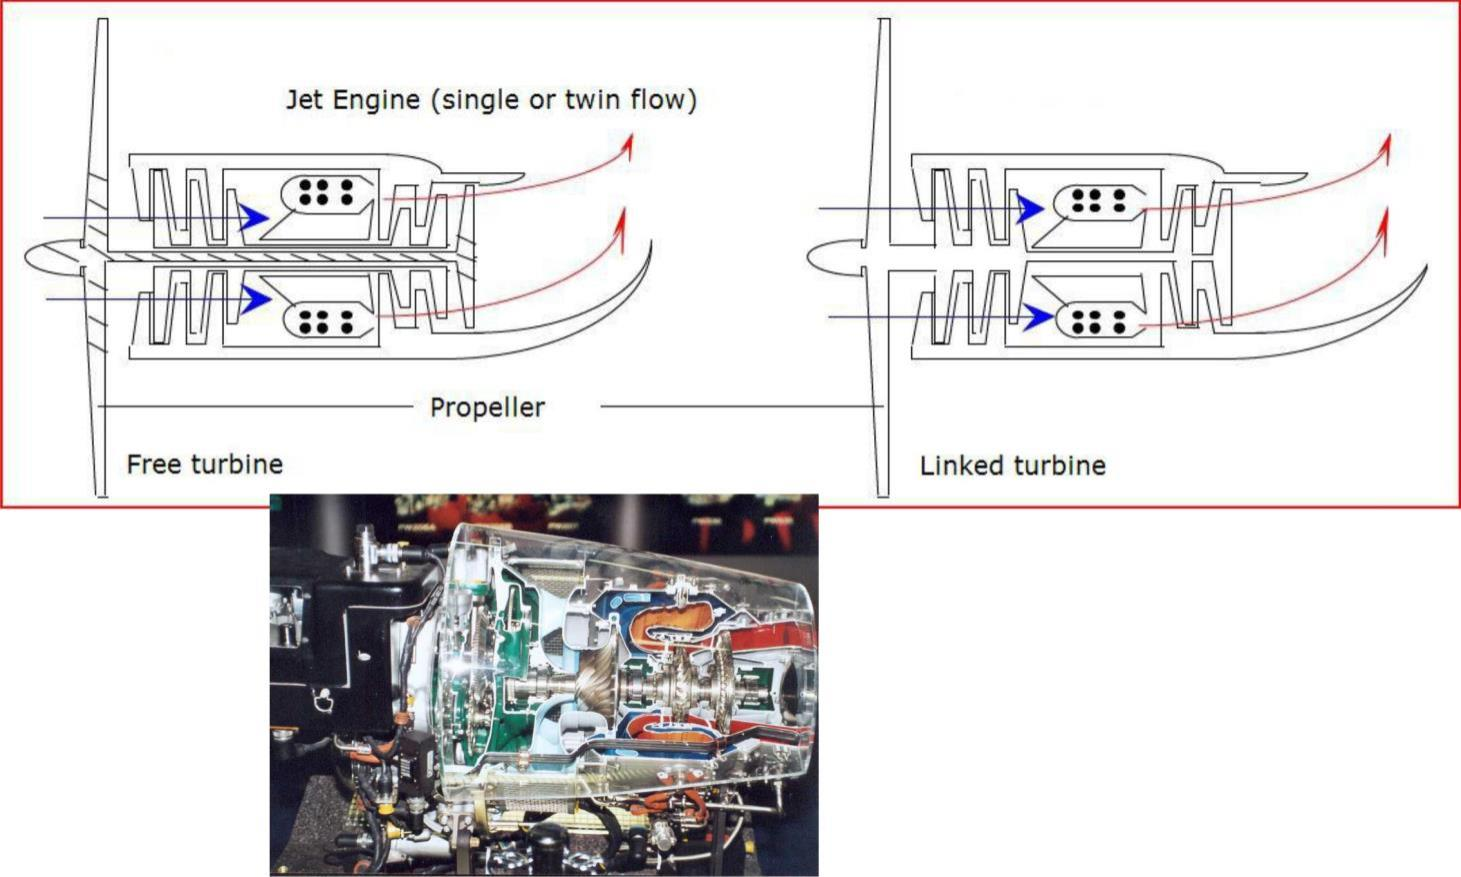 Jet Engine (single or twin flow)
Propeller
Free turbine
Linked turbine